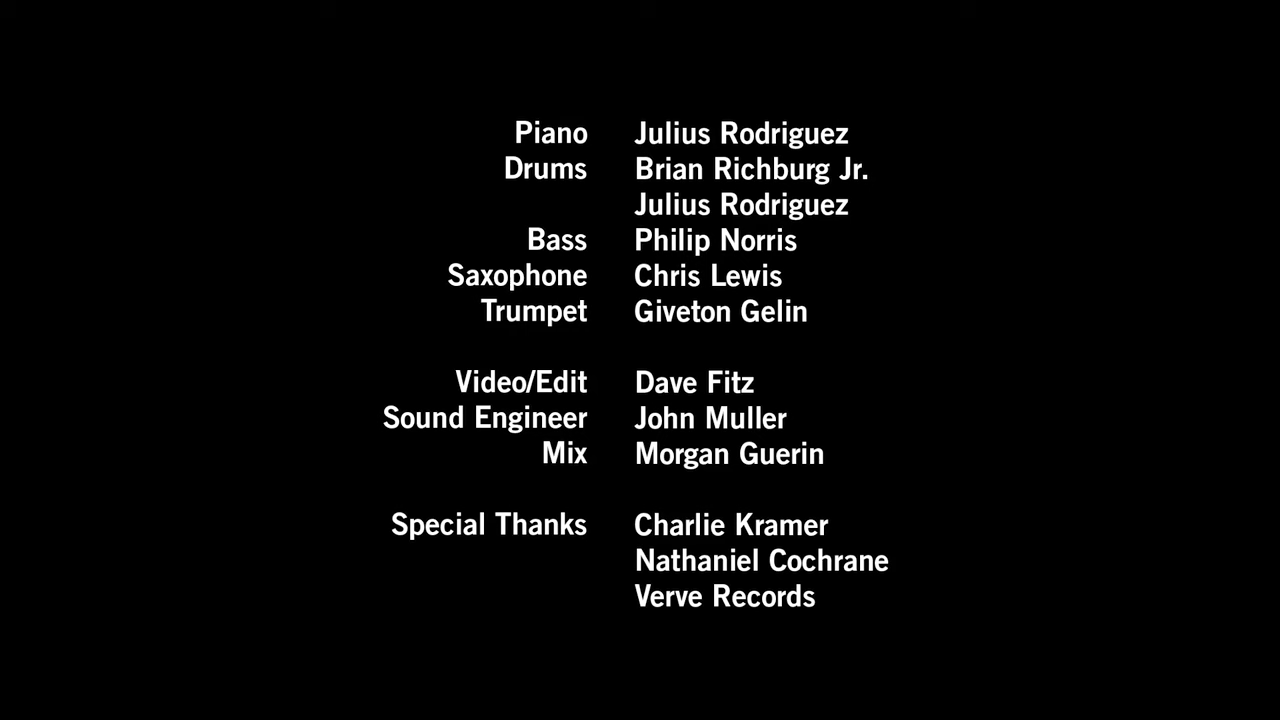 Piano Julius Rodriguez
Drums Brian Richburg Jr.
Julius Rodriguez
Bass Philip Norris
Saxophone Chris Lewis
Trumpet Giveton Gelin
Video/Edit Dave Fitz
Sound Engineer John Muller
Mix Morgan Guerin
Special Thanks Charlie Kramer
Nathaniel Cochrane
Verve Records